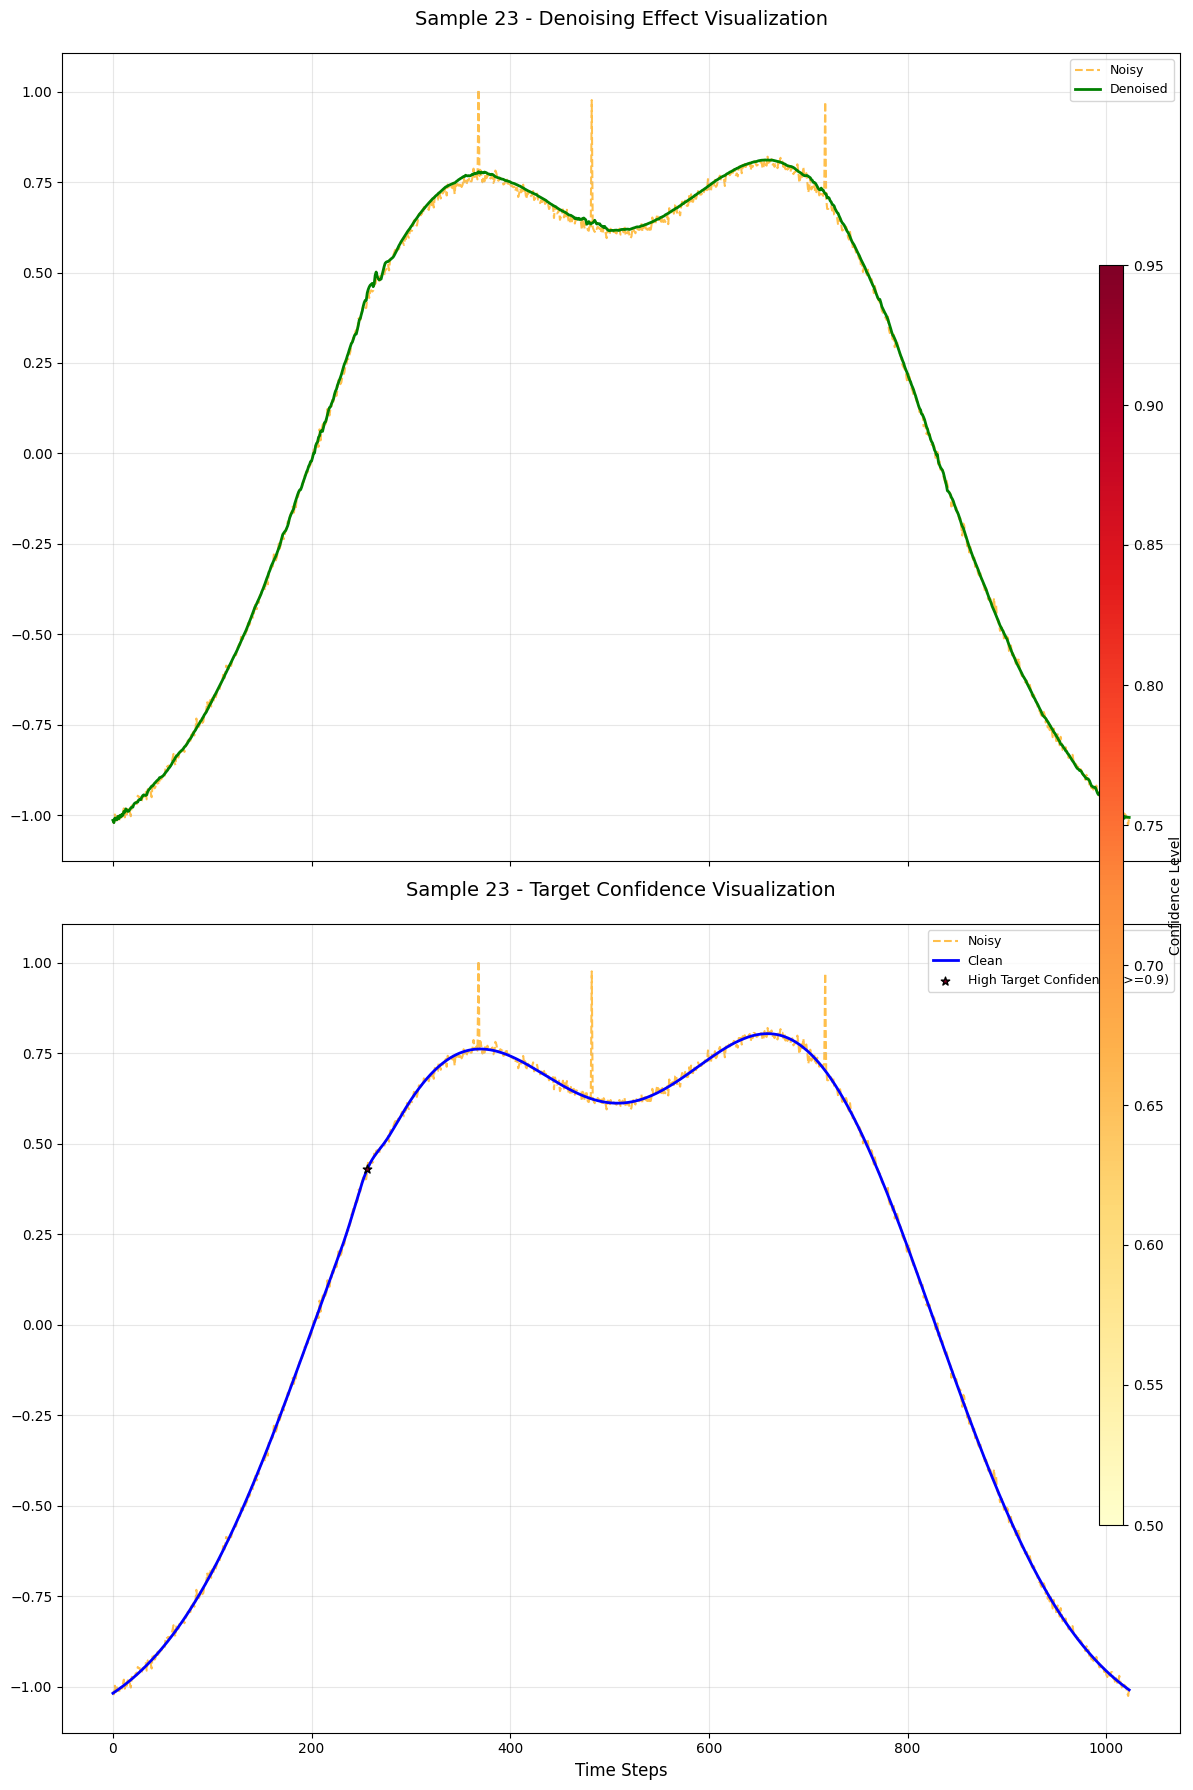 Sample 23 - Denoising Effect Visualization
Noisy
Denoised
1.00
0.75
0.50
0.25
0.00
−0.25
−0.50
−0.75
−1.00
0.95
0.90
0.85
0.80
0.75
0.70
0.65
0.60
0.55
0.50
Confidence Level
Sample 23 - Target Confidence Visualization
Noisy
Clean
High Target Confiden >=0.9)
1.00
0.75
0.50
0.25
0.00
−0.25
−0.50
−0.75
−1.00
0 200 400 600 800 1000
Time Steps